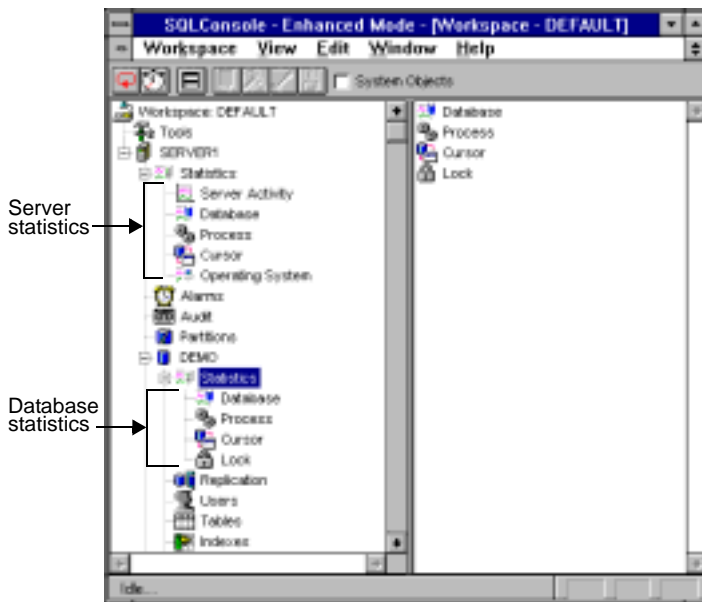 SQLConsole - Enhanced Mode - [Workspace - DEFAULT]
Workspace View Edit Window Help
System Objects
Workspace: DEFAULT
Tools
SERVER1
Statistics
Server Activity
Database
Process
Cursor
Operating System
Alarms
Audit
Partitions
DEMO
Statistics
Database
Process
Cursor
Lock
Replication
Users
Tables
Indexes
Database
Process
Cursor
Lock
Idle...
Server
statistics
Database
statistics